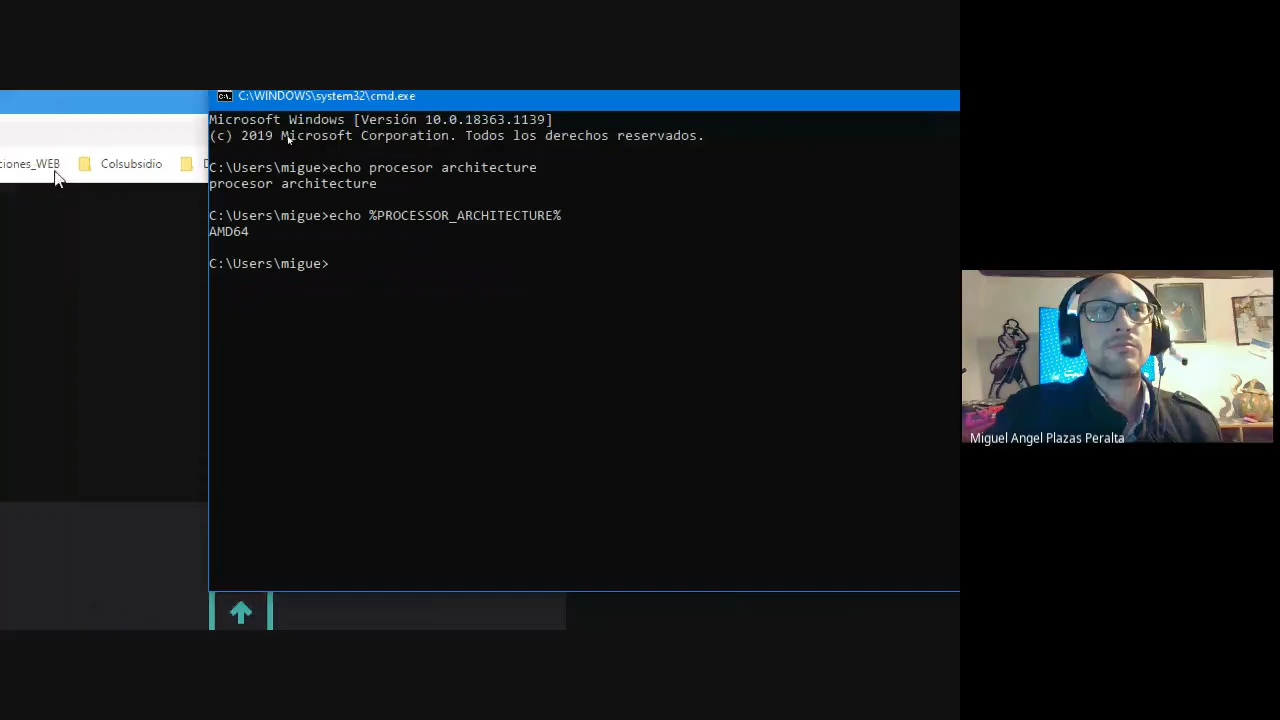 C:\WINDOWS\system32\cmd.exe
Microsoft Windows [Versión 10.0.18363.1139]
(c) 2019 Microsoft Corporation. Todos los derechos reservados.
ciones_WEB
Colsubsidio
D
C:\Users\migue>echo procesor architecture
procesor architecture
C:\Users\migue>echo %PROCESSOR_ARCHITECTURE%
AMD64
C:\Users\migue>
Miguel Angel Plazas Peralta